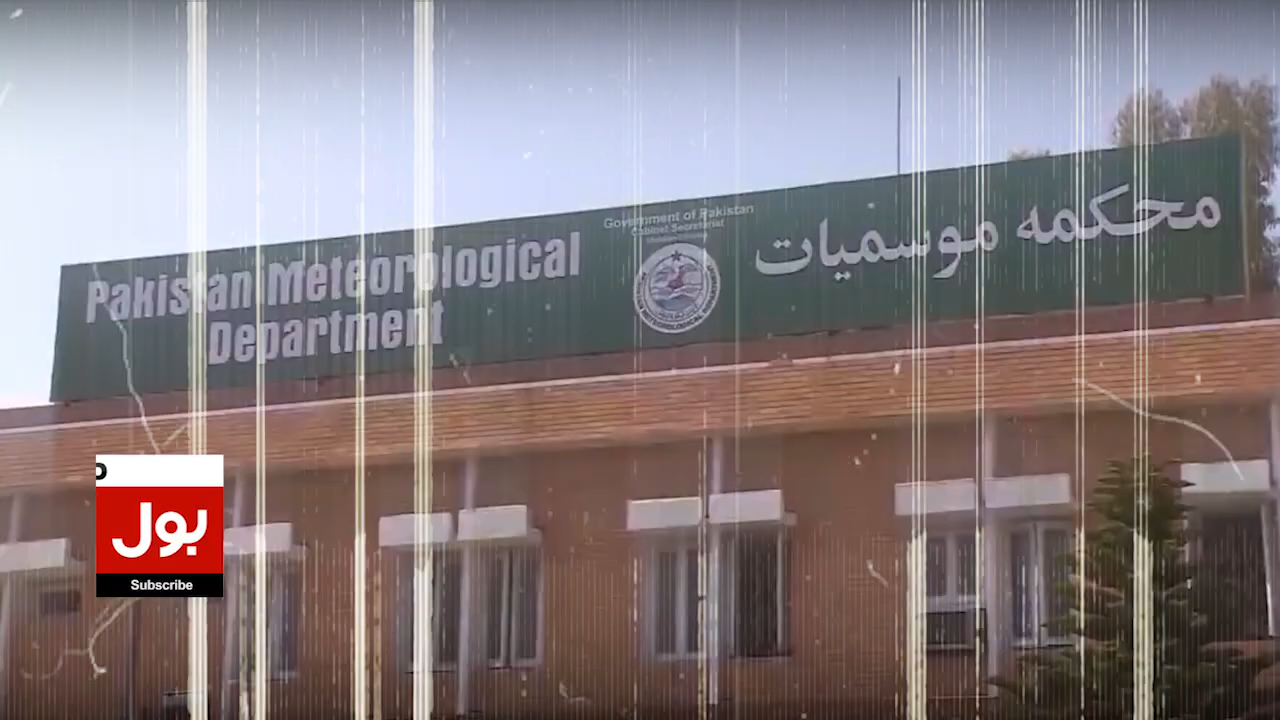 Pakistan Meteorological
Department
Government of Pakistan
Cabinet Secretariat
محکمہ موسمیات
بول
Subscribe